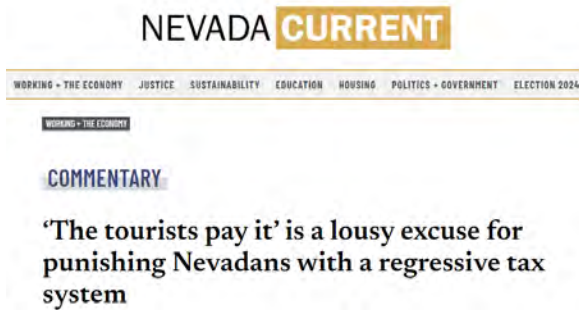 NEVADA CURRENT
WORKING + THE ECONOMY JUSTICE SUSTAINABILITY EDUCATION HOUSING POLITICS + GOVERNMENT ELECTION 2024
WORKING + THE ECONOMY
COMMENTARY
‘The tourists pay it’ is a lousy excuse for
punishing Nevadans with a regressive tax
system